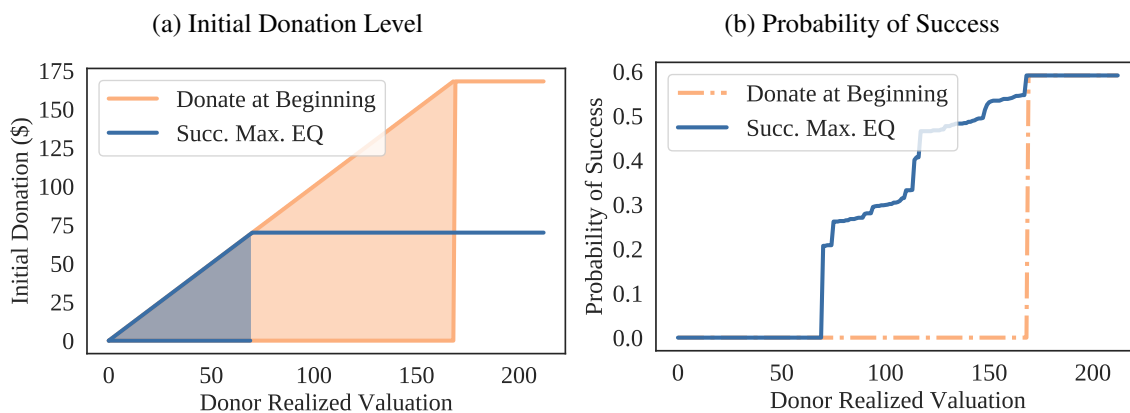 (a) Initial Donation Level
175
150
125
100
75
50
25
0
Initial Donation ($)
Donate at Beginning
Succ. Max. EQ
0 50 100 150 200
Donor Realized Valuation
(b) Probability of Success
0.6
0.5
0.4
0.3
0.2
0.1
0.0
Probability of Success
Donate at Beginning
Succ. Max. EQ
0 50 100 150 200
Donor Realized Valuation